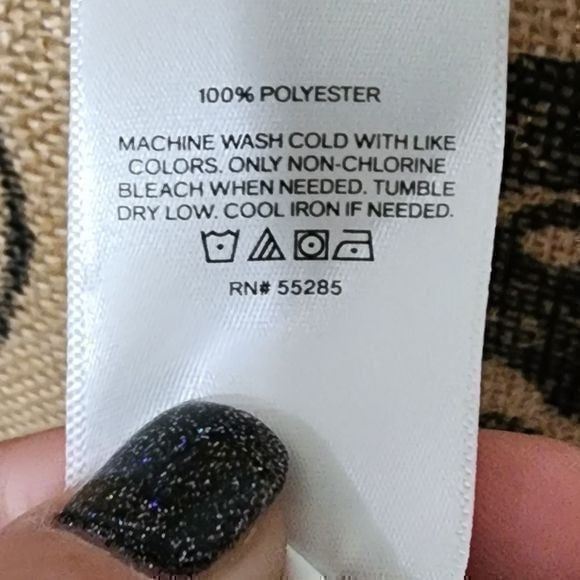 100% POLYESTER
MACHINE WASH COLD WITH LIKE
COLORS. ONLY NON-CHLORINE
BLEACH WHEN NEEDED. TUMBLE
DRY LOW. COOL IRON IF NEEDED.
RN# 55285